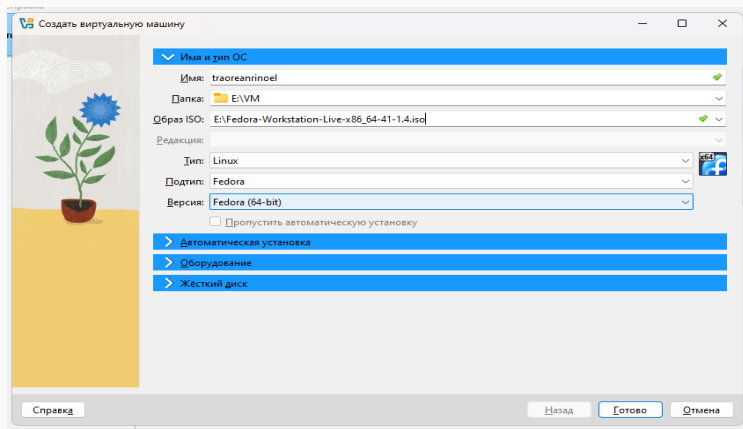 Создать виртуальную машину
Имя и тип ОС
Имя: traoreanrinoel
Папка: E:\VM
Образ ISO: E:\Fedora-Workstation-Live-x86_64-41-1.4.iso
Редакция:
Тип: Linux
x64
Подтип: Fedora
Версия: Fedora (64-bit)
Пропустить автоматическую установку
Автоматическая установка
Оборудование
Жёсткий диск
Справка Назад Готово Отмена